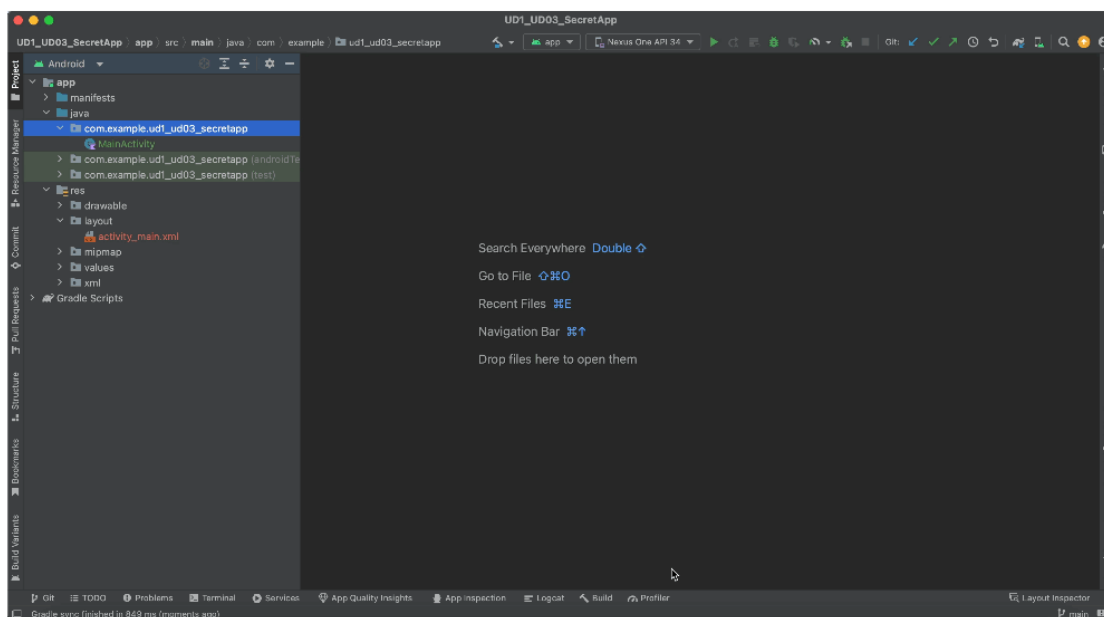 UD1_UD03_SecretApp
UD1_UD03_SecretApp app src main java com example ud1_ud03_secretapp
app Nexus One API 34 Git:
Project
Resource Manager
Commit
Pull Requests
Structure
Bookmarks
Build Variants
Android
app
manifests
java
com.example.ud1_ud03_secretapp
MainActivity
com.example.ud1_ud03_secretapp (androidTe
com.example.ud1_ud03_secretapp (test)
res
drawable
layout
activity_main.xml
mipmap
values
xml
Gradle Scripts
Search Everywhere Double ⇧
Go to File ⇧⌘O
Recent Files ⌘E
Navigation Bar ⌘↑
Drop files here to open them
Git TODO Problems Terminal Services App Quality Insights App Inspection Logcat Build Profiler Layout Inspector
Gradle sync finished in 849 ms (moments ago) main